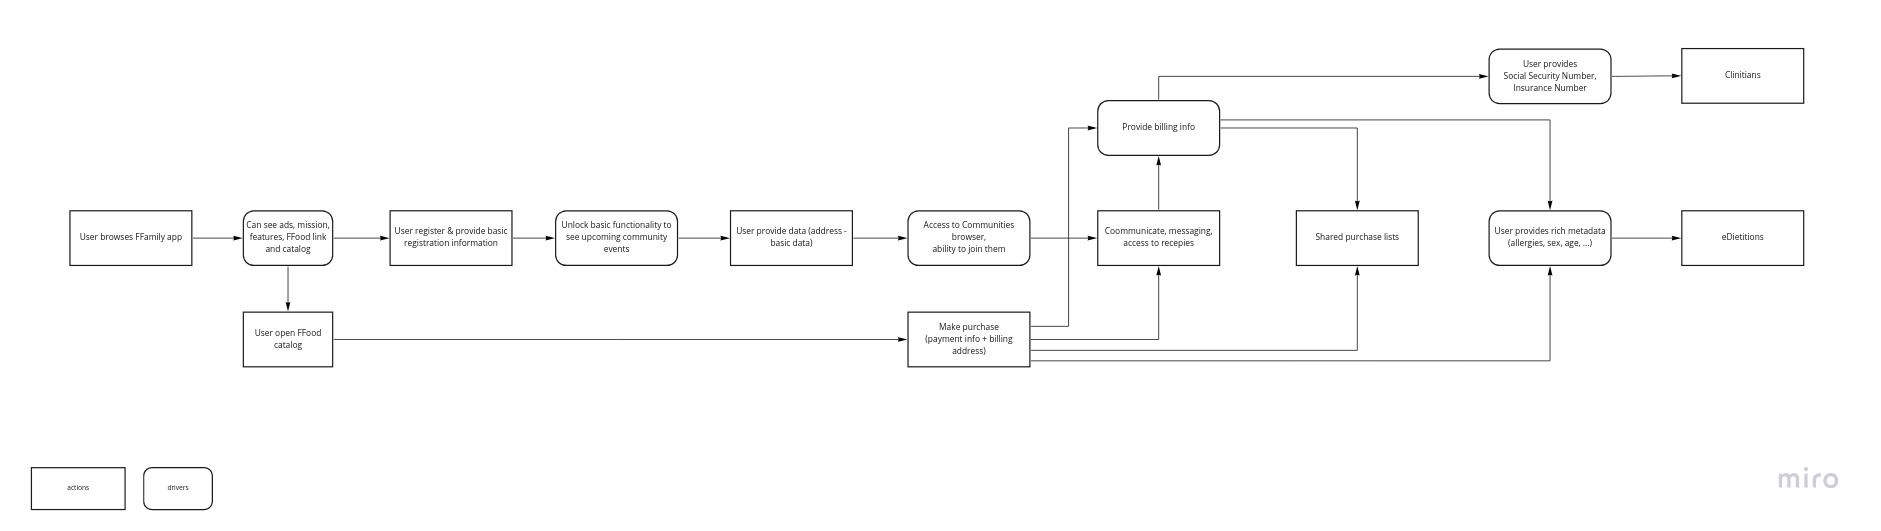 User provides
Social Security Number,
Insurance Number
Clinitians
Provide billing info
User browses FFamily app
Can see ads, mission,
features, FFood link
and catalog
User register & provide basic
registration information
Unlock basic functionality to
see upcoming community
events
User provide data (address -
basic data)
Access to Communities
browser,
ability to join them
Coommunicate, messaging,
access to recepies
Shared purchase lists
User provides rich metadata
(allergies, sex, age, ...)
eDietitions
User open FFood
catalog
Make purchase
(payment info + billing
address)
actions
drivers
miro